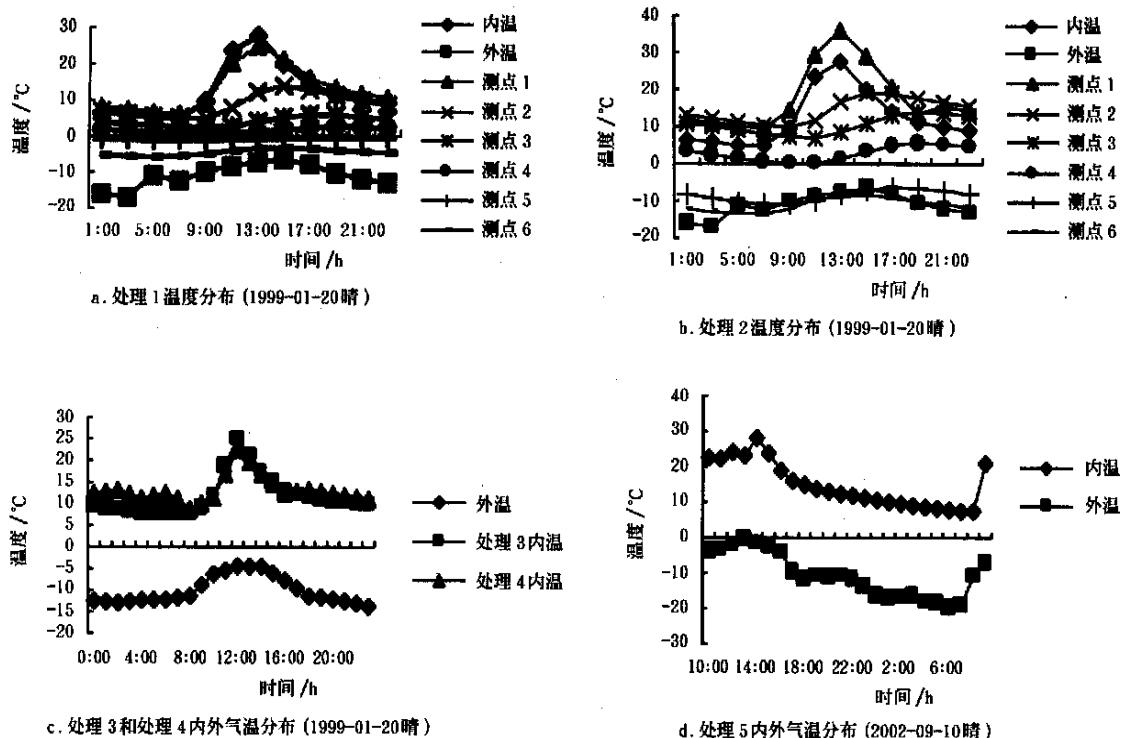 30
20
10
0
-10
-20
温度 /℃
1:00 5:00 9:00 13:00 17:00 21:00
时间 /h
内温
外温
测点 1
测点 2
测点 3
测点 4
测点 5
测点 6
a. 处理 1 温度分布 (1999-01-20晴)
40
30
20
10
0
-10
-20
温度 /℃
1:00 5:00 9:00 13:00 17:00 21:00
时间 /h
内温
外温
测点 1
测点 2
测点 3
测点 4
测点 5
测点 6
b. 处理 2 温度分布 (1999-01-20晴)
30
25
20
15
10
5
0
-5
-10
-15
-20
温度 /℃
0:00 4:00 8:00 12:00 16:00 20:00
时间 /h
外温
处理 3 内温
处理 4 内温
c. 处理 3 和处理 4 内外气温分布 (1999-01-20晴)
40
30
20
10
0
-10
-20
-30
温度 /℃
10:00 14:00 18:00 22:00 2:00 6:00
时间 /h
内温
外温
d. 处理 5 内外气温分布 (2002-09-10晴)